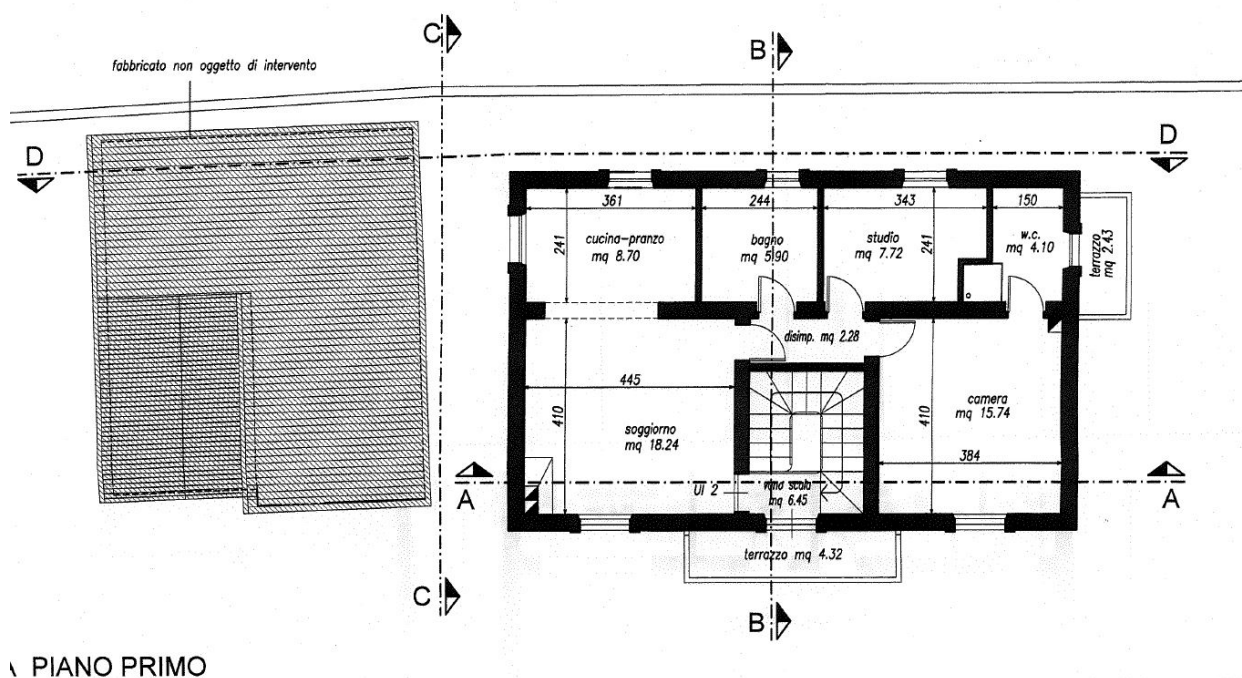 C
B
fabbricato non oggetto di intervento
D
D
361
244
343
150
241
cucina-pranzo
mq 8.70
bagno
mq 5.90
studio
mq 7.72
241
w.c.
mq 4.10
terrazzo
mq 2.43
disimp. mq 2.28
445
410
soggiorno
mq 18.24
410
camera
mq 15.74
384
A
UI 2
vano scala
mq 6.45
A
terrazzo mq 4.32
C
B
A PIANO PRIMO